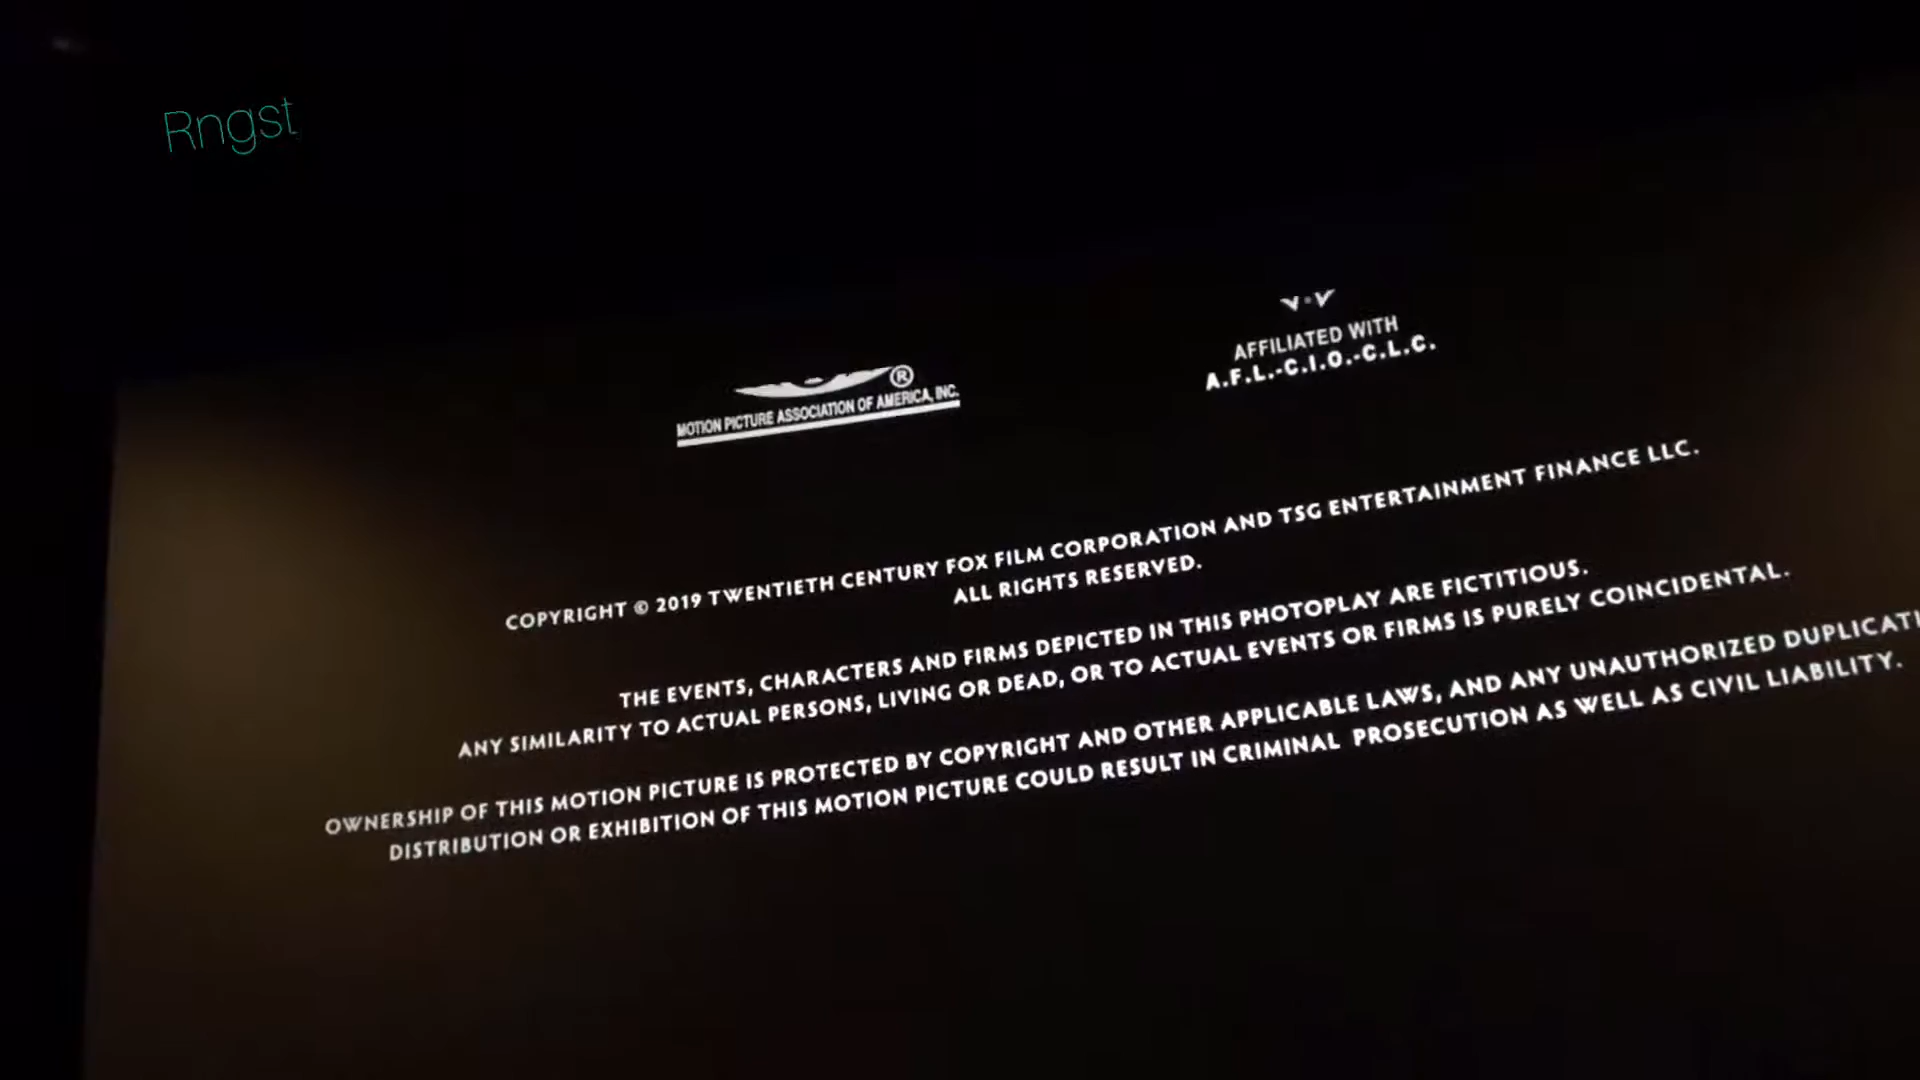 Rngst
®
MOTION PICTURE ASSOCIATION OF AMERICA, INC.
AFFILIATED WITH
A.F.L.-C.I.O.-C.L.C.
COPYRIGHT © 2019 TWENTIETH CENTURY FOX FILM CORPORATION AND TSG ENTERTAINMENT FINANCE LLC.
ALL RIGHTS RESERVED.
THE EVENTS, CHARACTERS AND FIRMS DEPICTED IN THIS PHOTOPLAY ARE FICTITIOUS.
ANY SIMILARITY TO ACTUAL PERSONS, LIVING OR DEAD, OR TO ACTUAL EVENTS OR FIRMS IS PURELY COINCIDENTAL.
OWNERSHIP OF THIS MOTION PICTURE IS PROTECTED BY COPYRIGHT AND OTHER APPLICABLE LAWS, AND ANY UNAUTHORIZED DUPLICATI
DISTRIBUTION OR EXHIBITION OF THIS MOTION PICTURE COULD RESULT IN CRIMINAL PROSECUTION AS WELL AS CIVIL LIABILITY.